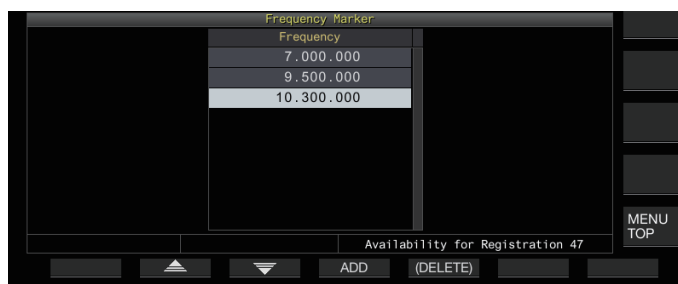 Frequency Marker
Frequency
7.000.000
9.500.000
10.300.000
MENU
TOP
Availability for Registration 47
ADD (DELETE)